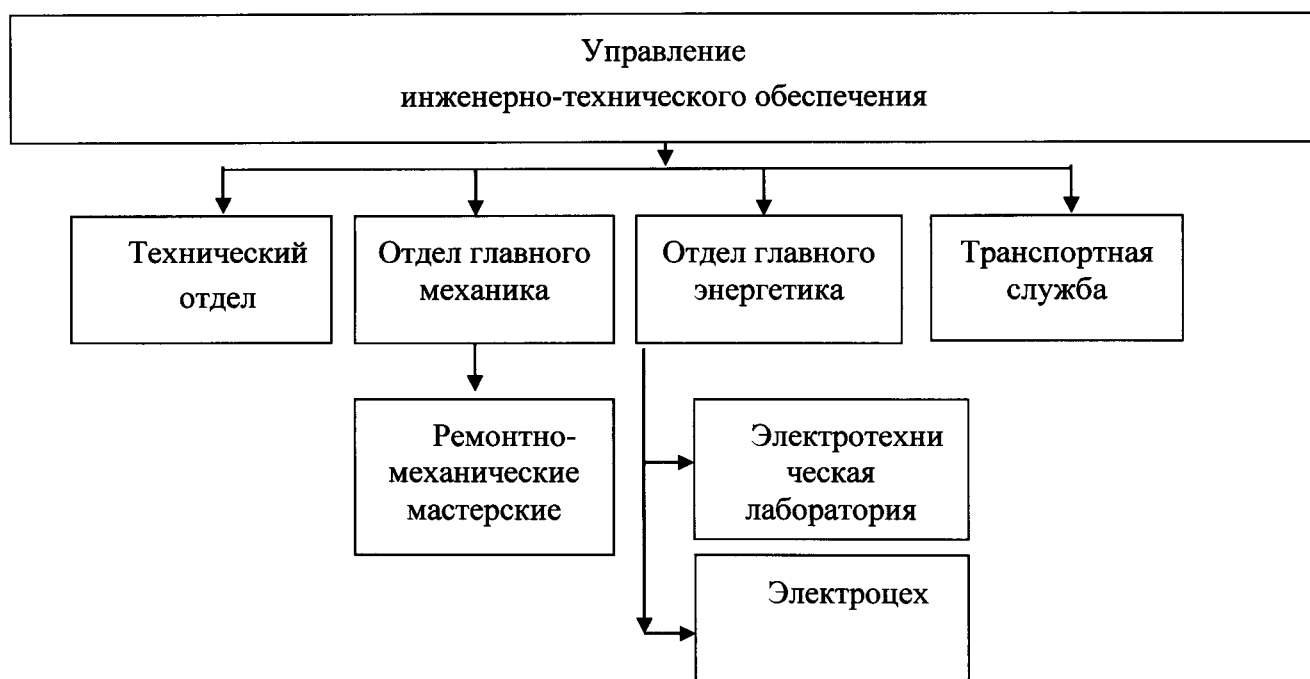 Управление
инженерно-технического обеспечения
Технический
отдел
Отдел главного
механика
Отдел главного
энергетика
Транспортная
служба
Ремонтно-
механические
мастерские
Электротехни
ческая
лаборатория
Электроцех